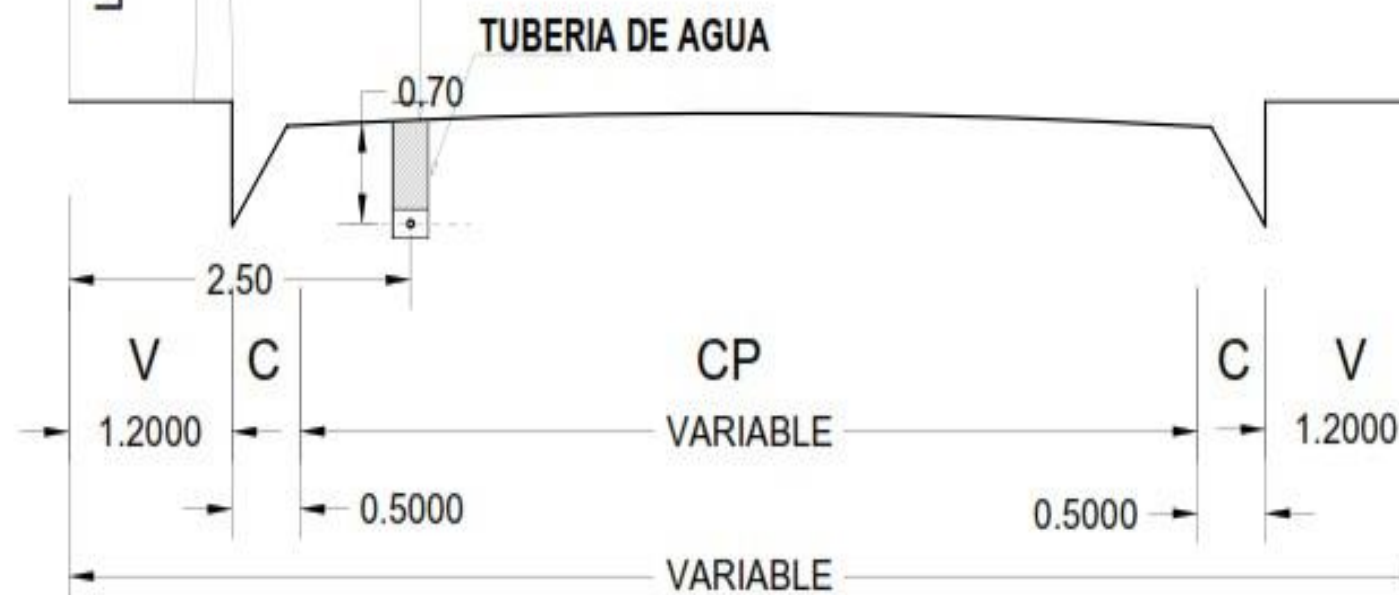 L
TUBERIA DE AGUA
0.70
2.50
V C CP C V
1.2000 VARIABLE 1.2000
0.5000 0.5000
VARIABLE